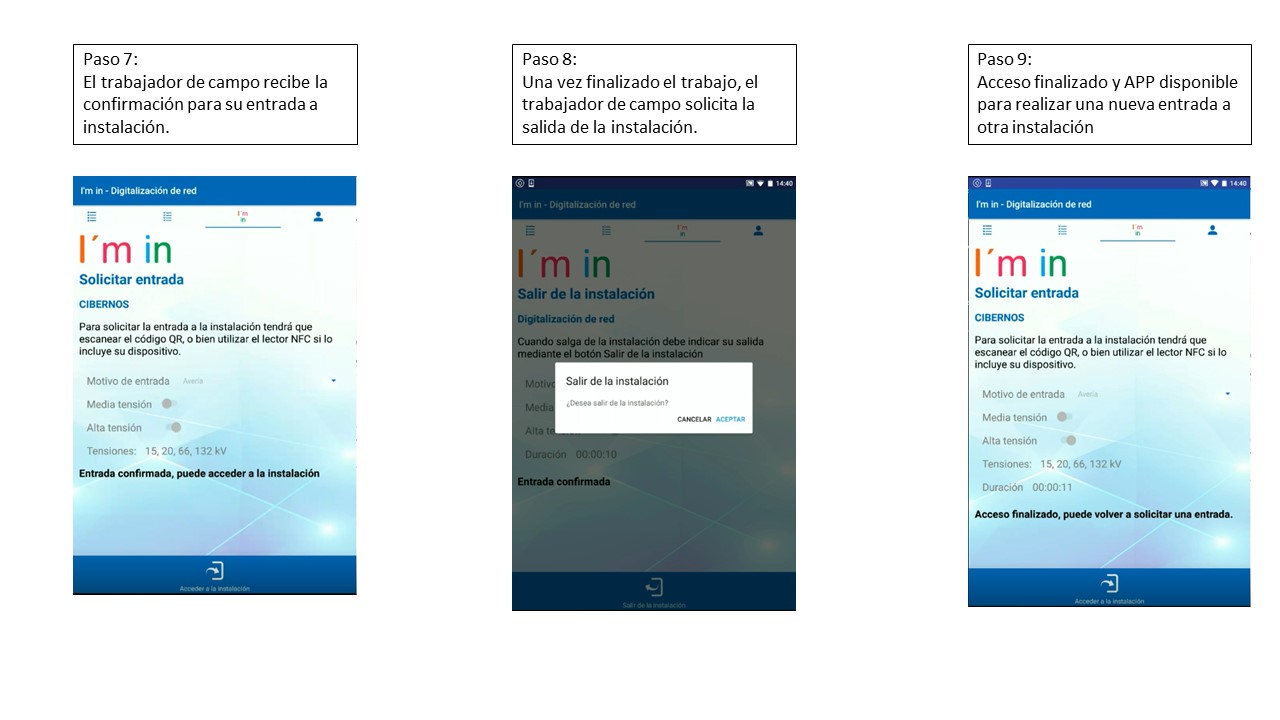 Paso 7:
El trabajador de campo recibe la
confirmación para su entrada a
instalación.
I'm in - Digitalización de red
I'm
in
I´m in
Solicitar entrada
CIBERNOS
Para solicitar la entrada a la instalación tendrá que
escanear el código QR, o bien utilizar el lector NFC si lo
incluye su dispositivo.
Motivo de entrada Avería
Media tensión
Alta tensión
Tensiones: 15, 20, 66, 132 kV
Entrada confirmada, puede acceder a la instalación
Acceder a la instalación
Paso 8:
Una vez finalizado el trabajo, el
trabajador de campo solicita la
salida de la instalación.
14:40
I'm in - Digitalización de red
I'm
in
I´m in
Salir de la instalación
Digitalización de red
Cuando salga de la instalación debe indicar su salida
mediante el botón Salir de la instalación
Motivo
Media
Alta te
Salir de la instalación
¿Desea salir de la instalación?
CANCELAR ACEPTAR
Duración 00:00:10
Entrada confirmada
Salir de la instalación
Paso 9:
Acceso finalizado y APP disponible
para realizar una nueva entrada a
otra instalación
14:40
I'm in - Digitalización de red
I'm
in
I´m in
Solicitar entrada
CIBERNOS
Para solicitar la entrada a la instalación tendrá que
escanear el código QR, o bien utilizar el lector NFC si lo
incluye su dispositivo.
Motivo de entrada Avería
Media tensión
Alta tensión
Tensiones: 15, 20, 66, 132 kV
Duración 00:00:11
Acceso finalizado, puede volver a solicitar una entrada.
Acceder a la instalación